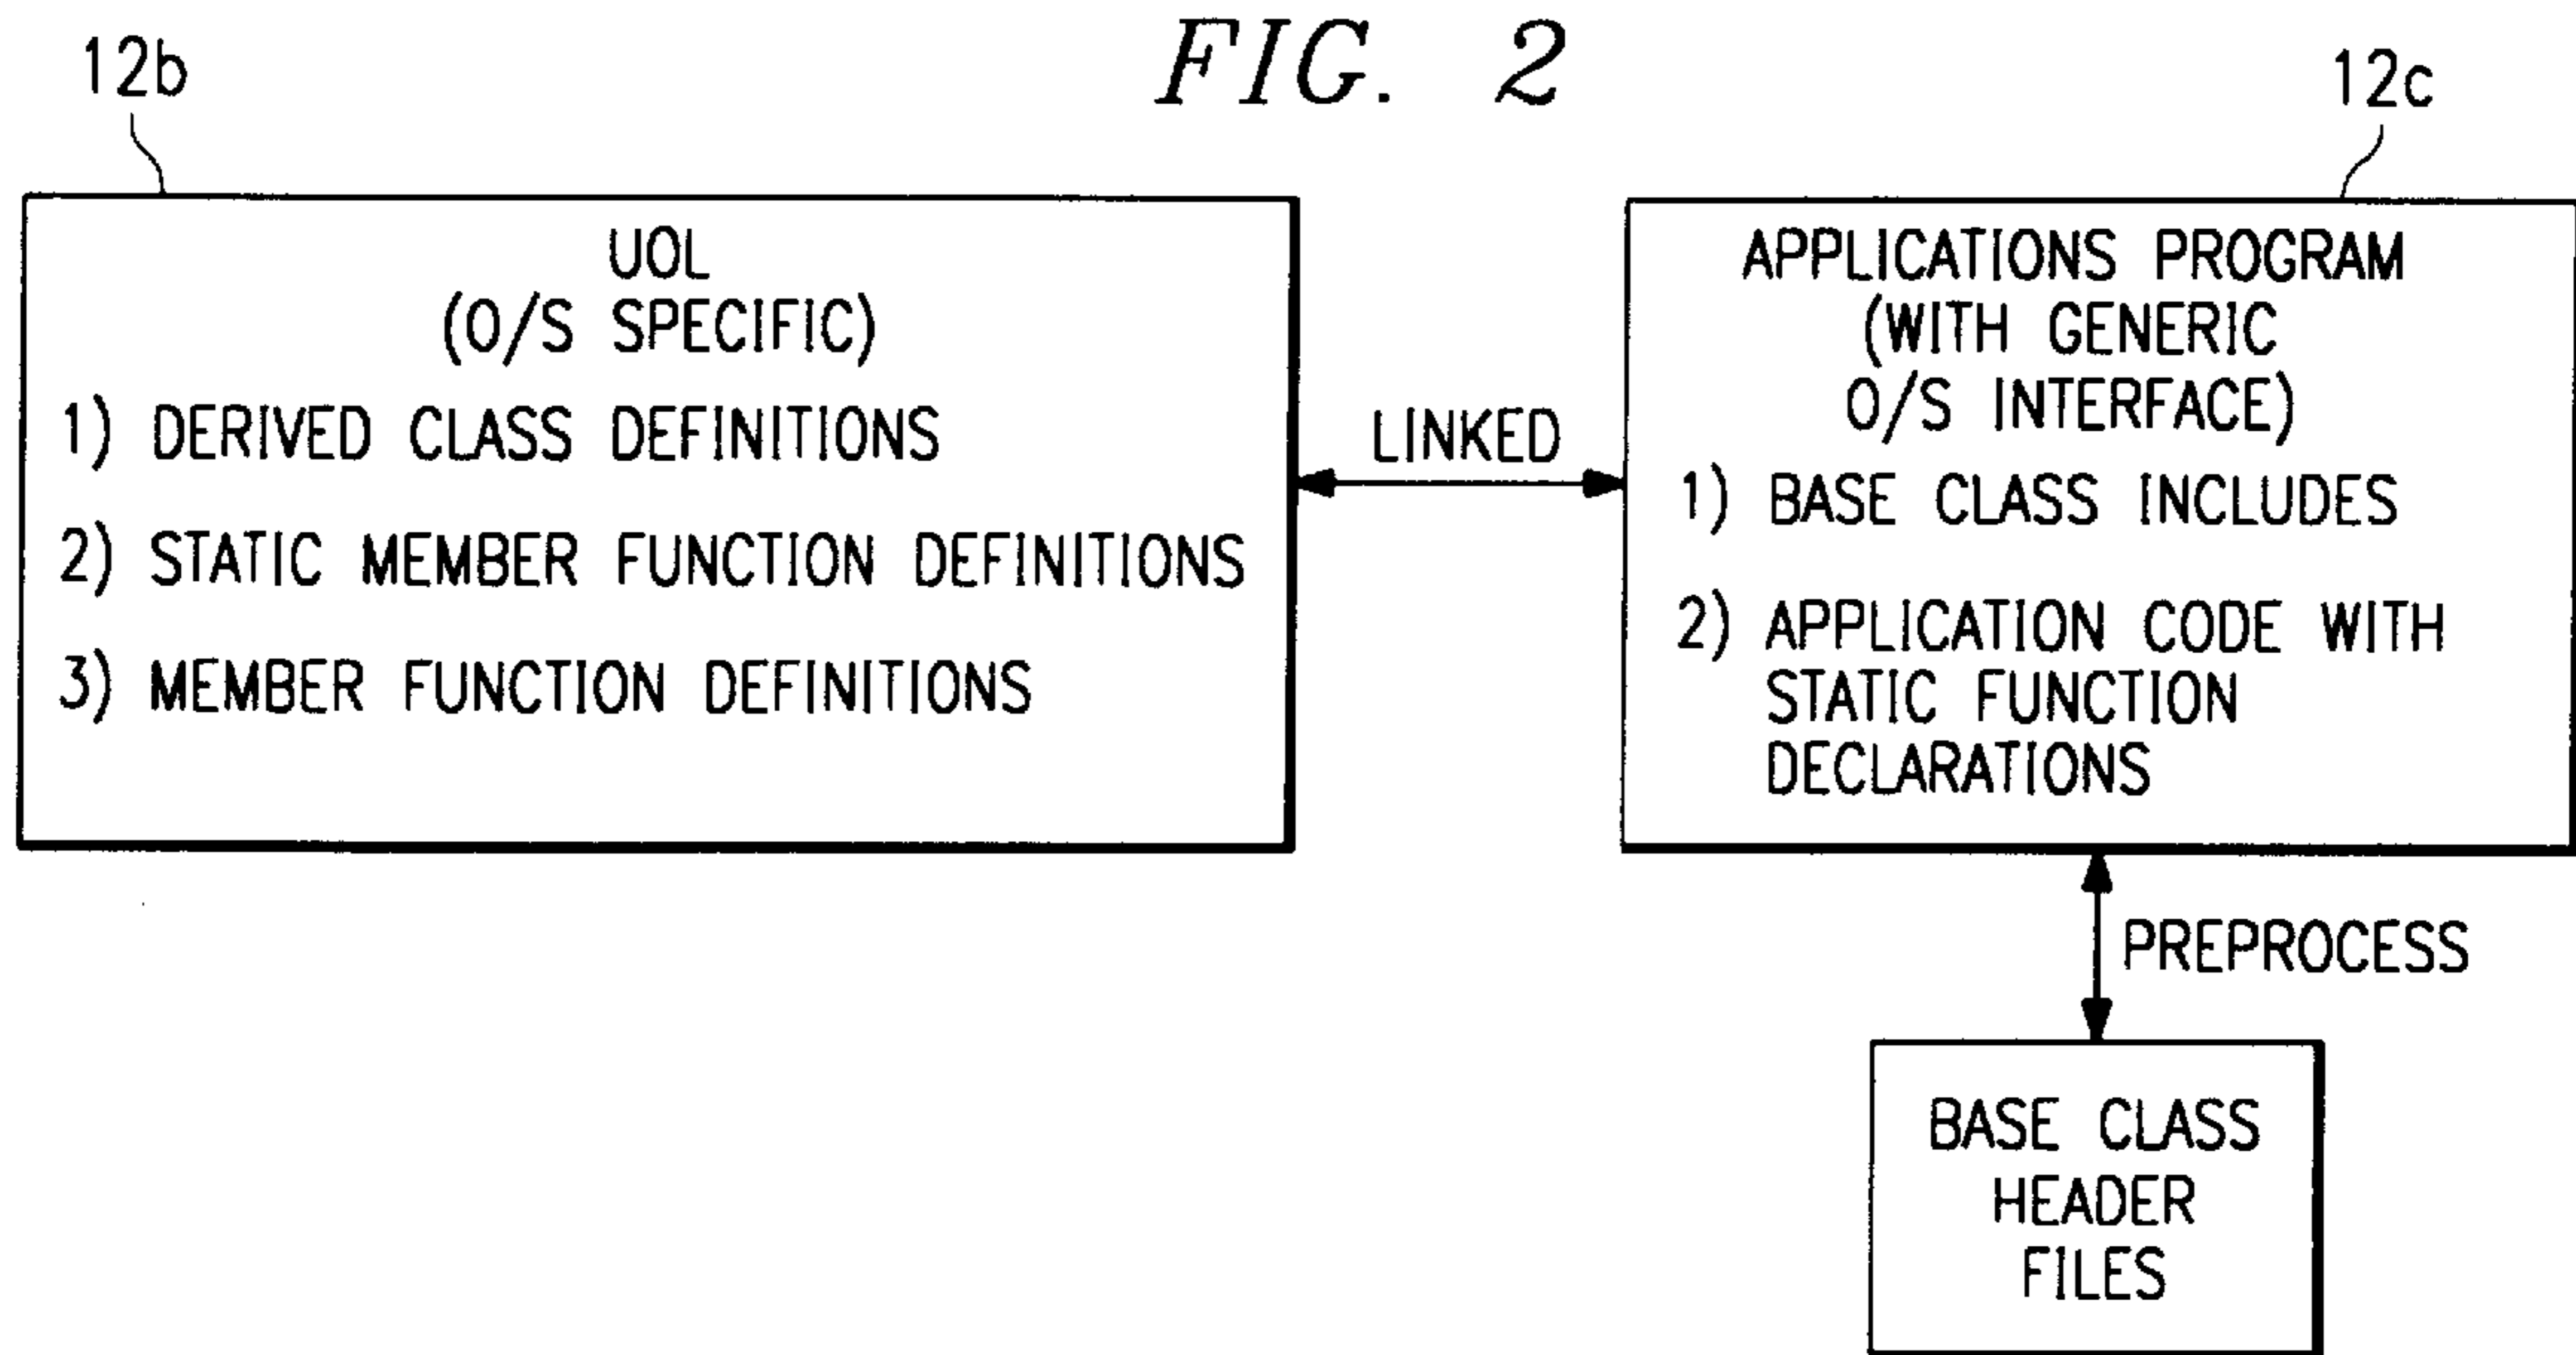 FIG. 2
12b
12c
UOL
(O/S SPECIFIC)
1) DERIVED CLASS DEFINITIONS
2) STATIC MEMBER FUNCTION DEFINITIONS
3) MEMBER FUNCTION DEFINITIONS
LINKED
APPLICATIONS PROGRAM
(WITH GENERIC
O/S INTERFACE)
1) BASE CLASS INCLUDES
2) APPLICATION CODE WITH
STATIC FUNCTION
DECLARATIONS
PREPROCESS
BASE CLASS
HEADER
FILES